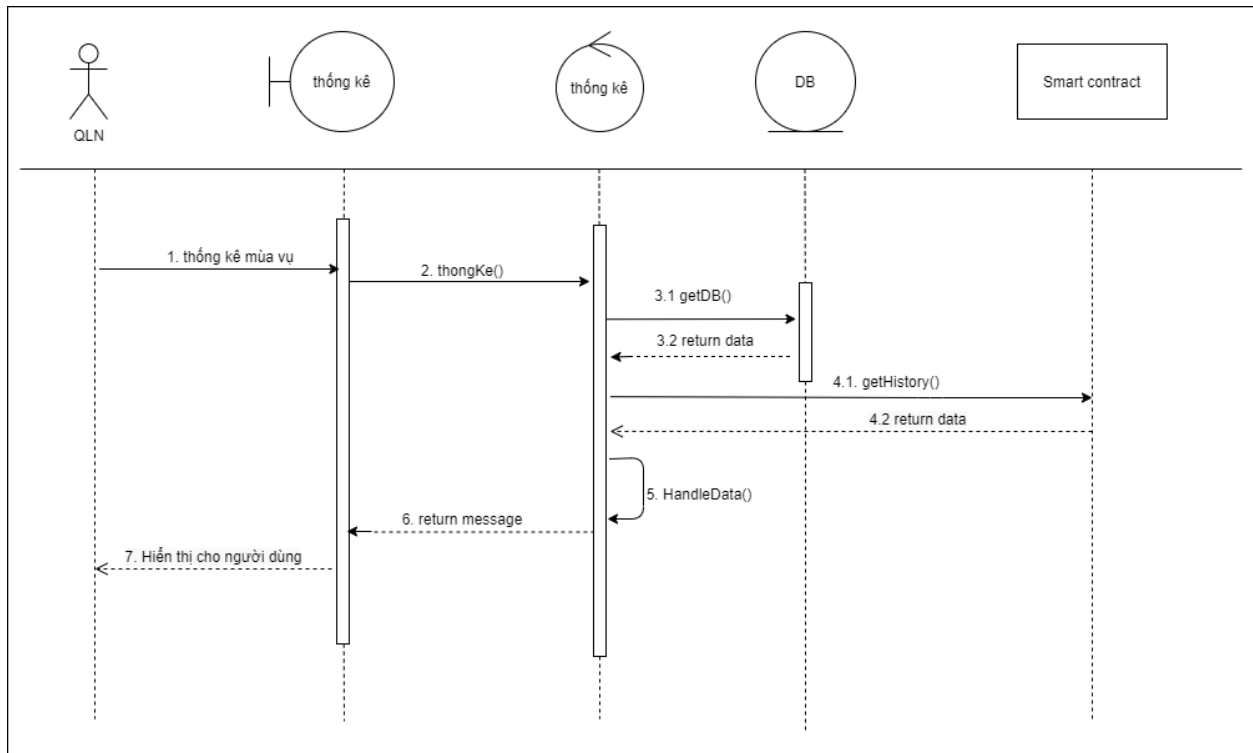 QLN
thống kê
thống kê
DB
Smart contract
1. thống kê mùa vụ
2. thongKe()
3.1 getDB()
3.2 return data
4.1. getHistory()
4.2 return data
5. HandleData()
6. return message
7. Hiển thị cho người dùng